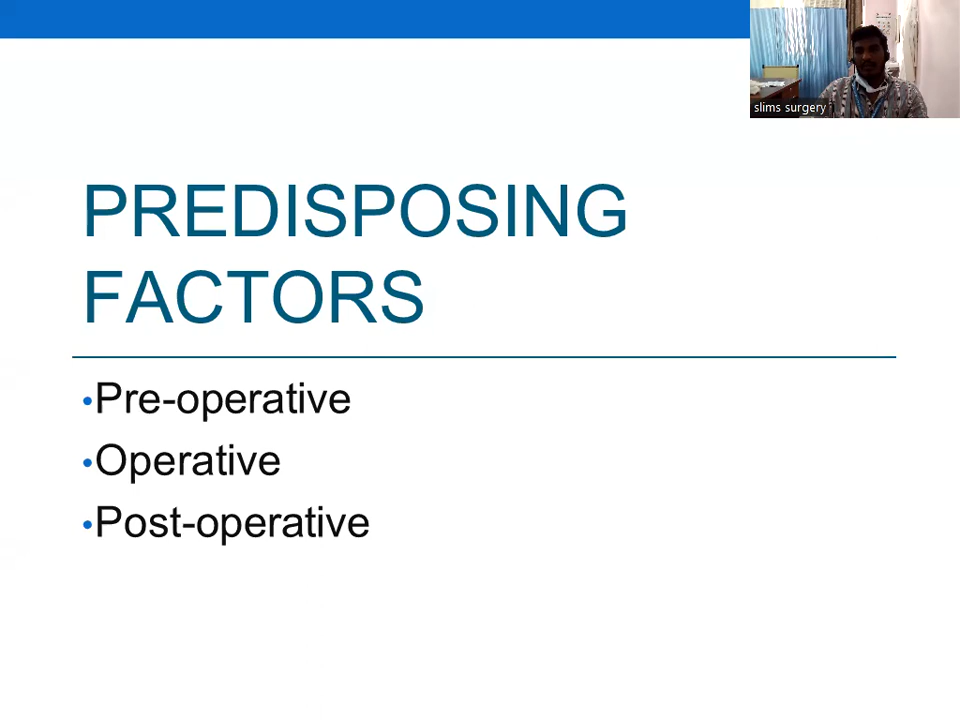 slims surgery
PREDISPOSING
FACTORS
•Pre-operative
•Operative
•Post-operative